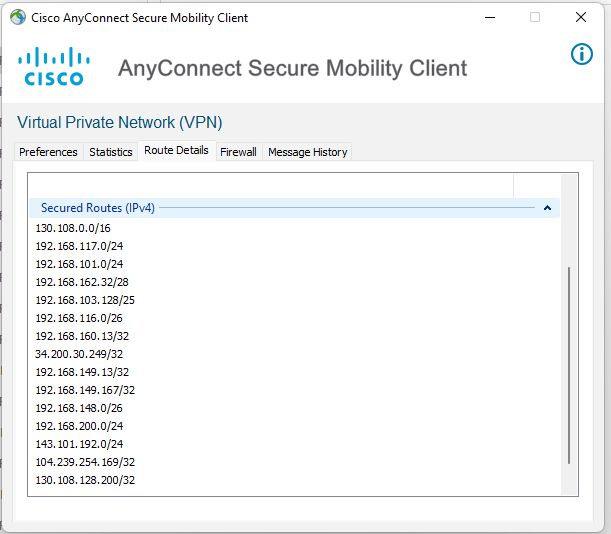 Cisco AnyConnect Secure Mobility Client
CISCO
AnyConnect Secure Mobility Client
Virtual Private Network (VPN)
Preferences Statistics Route Details Firewall Message History
Secured Routes (IPv4)
130.108.0.0/16
192.168.117.0/24
192.168.101.0/24
192.168.162.32/28
192.168.103.128/25
192.168.116.0/26
192.168.160.13/32
34.200.30.249/32
192.168.149.13/32
192.168.149.167/32
192.168.148.0/26
192.168.200.0/24
143.101.192.0/24
104.239.254.169/32
130.108.128.200/32